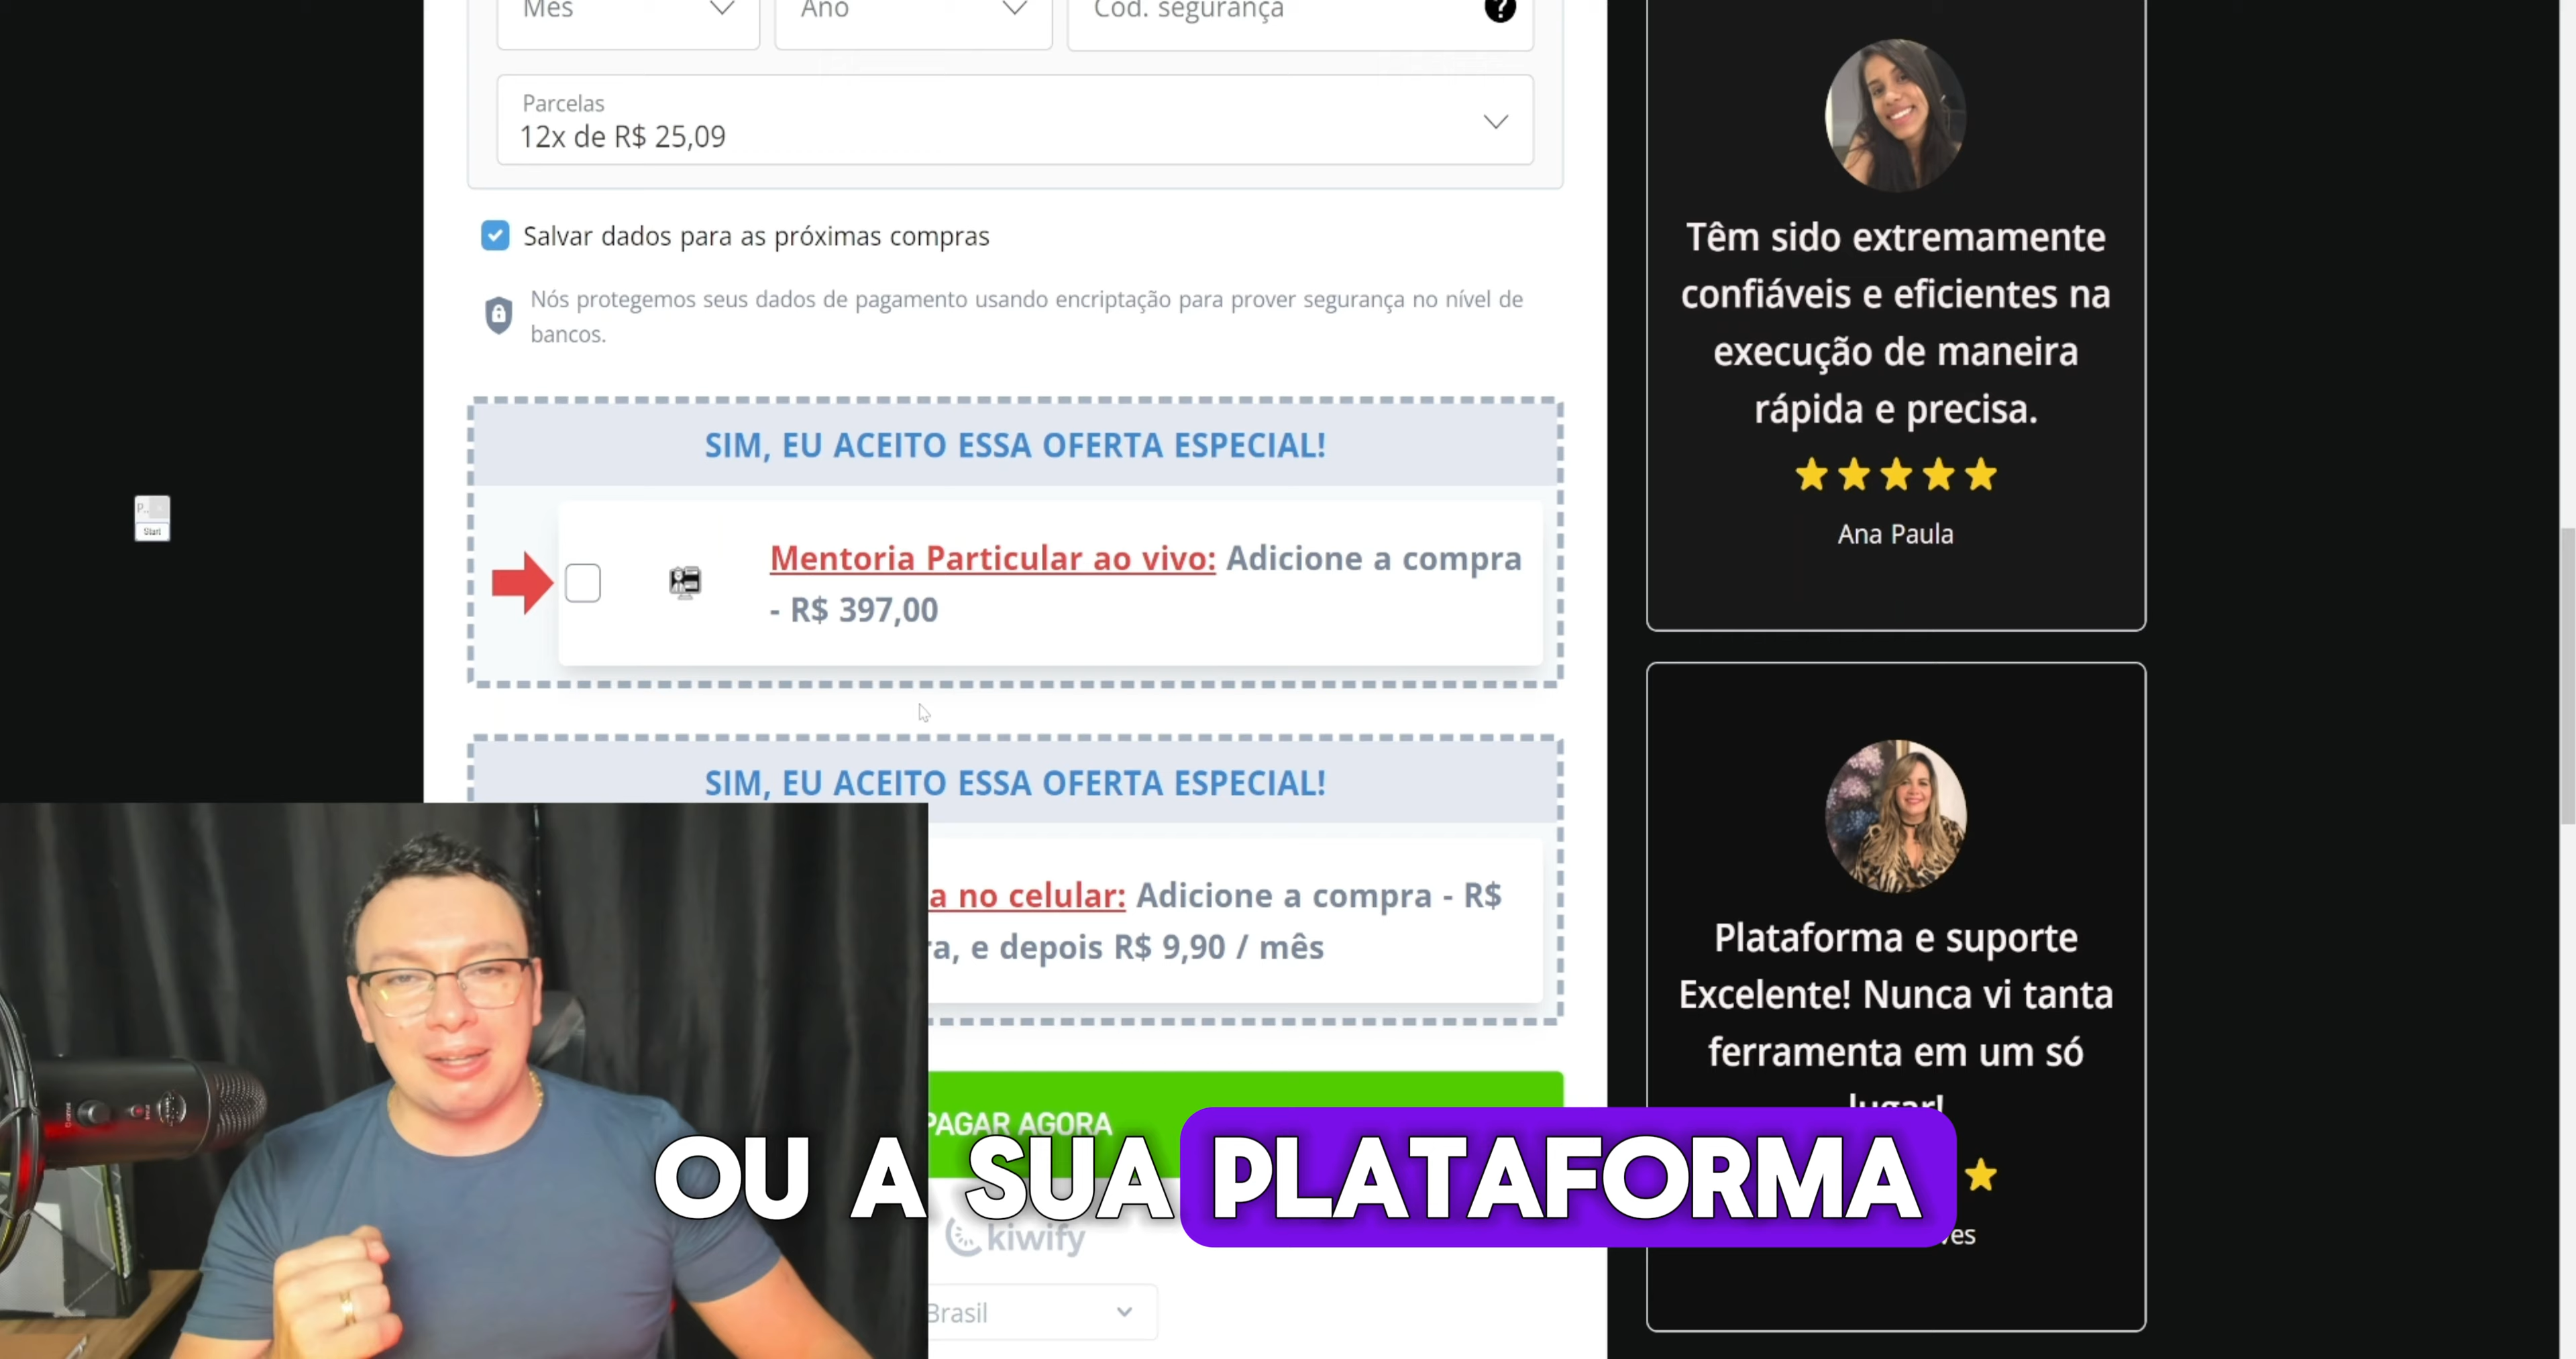 Mês
Ano
Cód. segurança
?
Parcelas
12x de R$ 25,09
Salvar dados para as próximas compras
Nós protegemos seus dados de pagamento usando encriptação para prover segurança no nível de
bancos.
SIM, EU ACEITO ESSA OFERTA ESPECIAL!
Mentoria Particular ao vivo: Adicione a compra
- R$ 397,00
SIM, EU ACEITO ESSA OFERTA ESPECIAL!
a no celular: Adicione a compra - R$
ra, e depois R$ 9,90 / mês
PAGAR AGORA
kiwify
Brasil
P..
Start
Têm sido extremamente
confiáveis e eficientes na
execução de maneira
rápida e precisa.
Ana Paula
Plataforma e suporte
Excelente! Nunca vi tanta
ferramenta em um só
lugar!
ves
OU A SUA PLATAFORMA